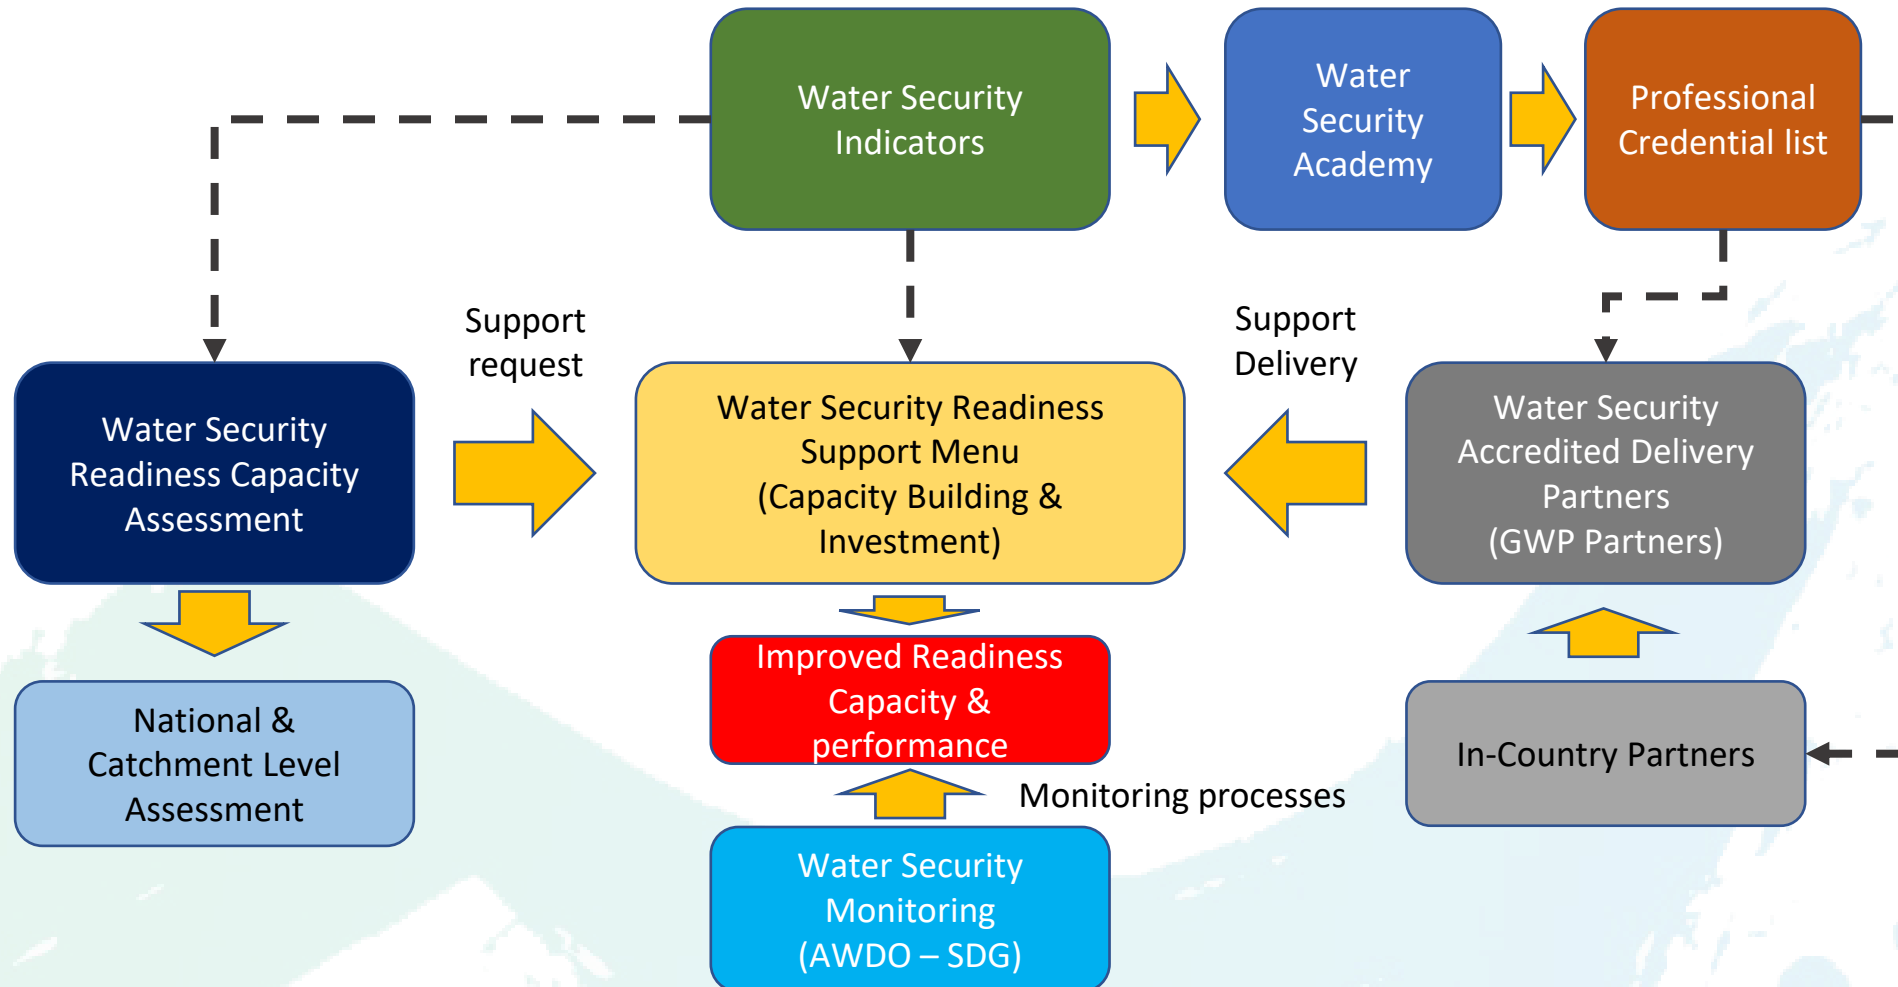 Water Security
Indicators
Water
Security
Academy
Professional
Credential list
Support
request
Support
Delivery
Water Security
Readiness Capacity
Assessment
Water Security Readiness
Support Menu
(Capacity Building &
Investment)
Water Security
Accredited Delivery
Partners
(GWP Partners)
National &
Catchment Level
Assessment
Improved Readiness
Capacity &
performance
In-Country Partners
Monitoring processes
Water Security
Monitoring
(AWDO – SDG)